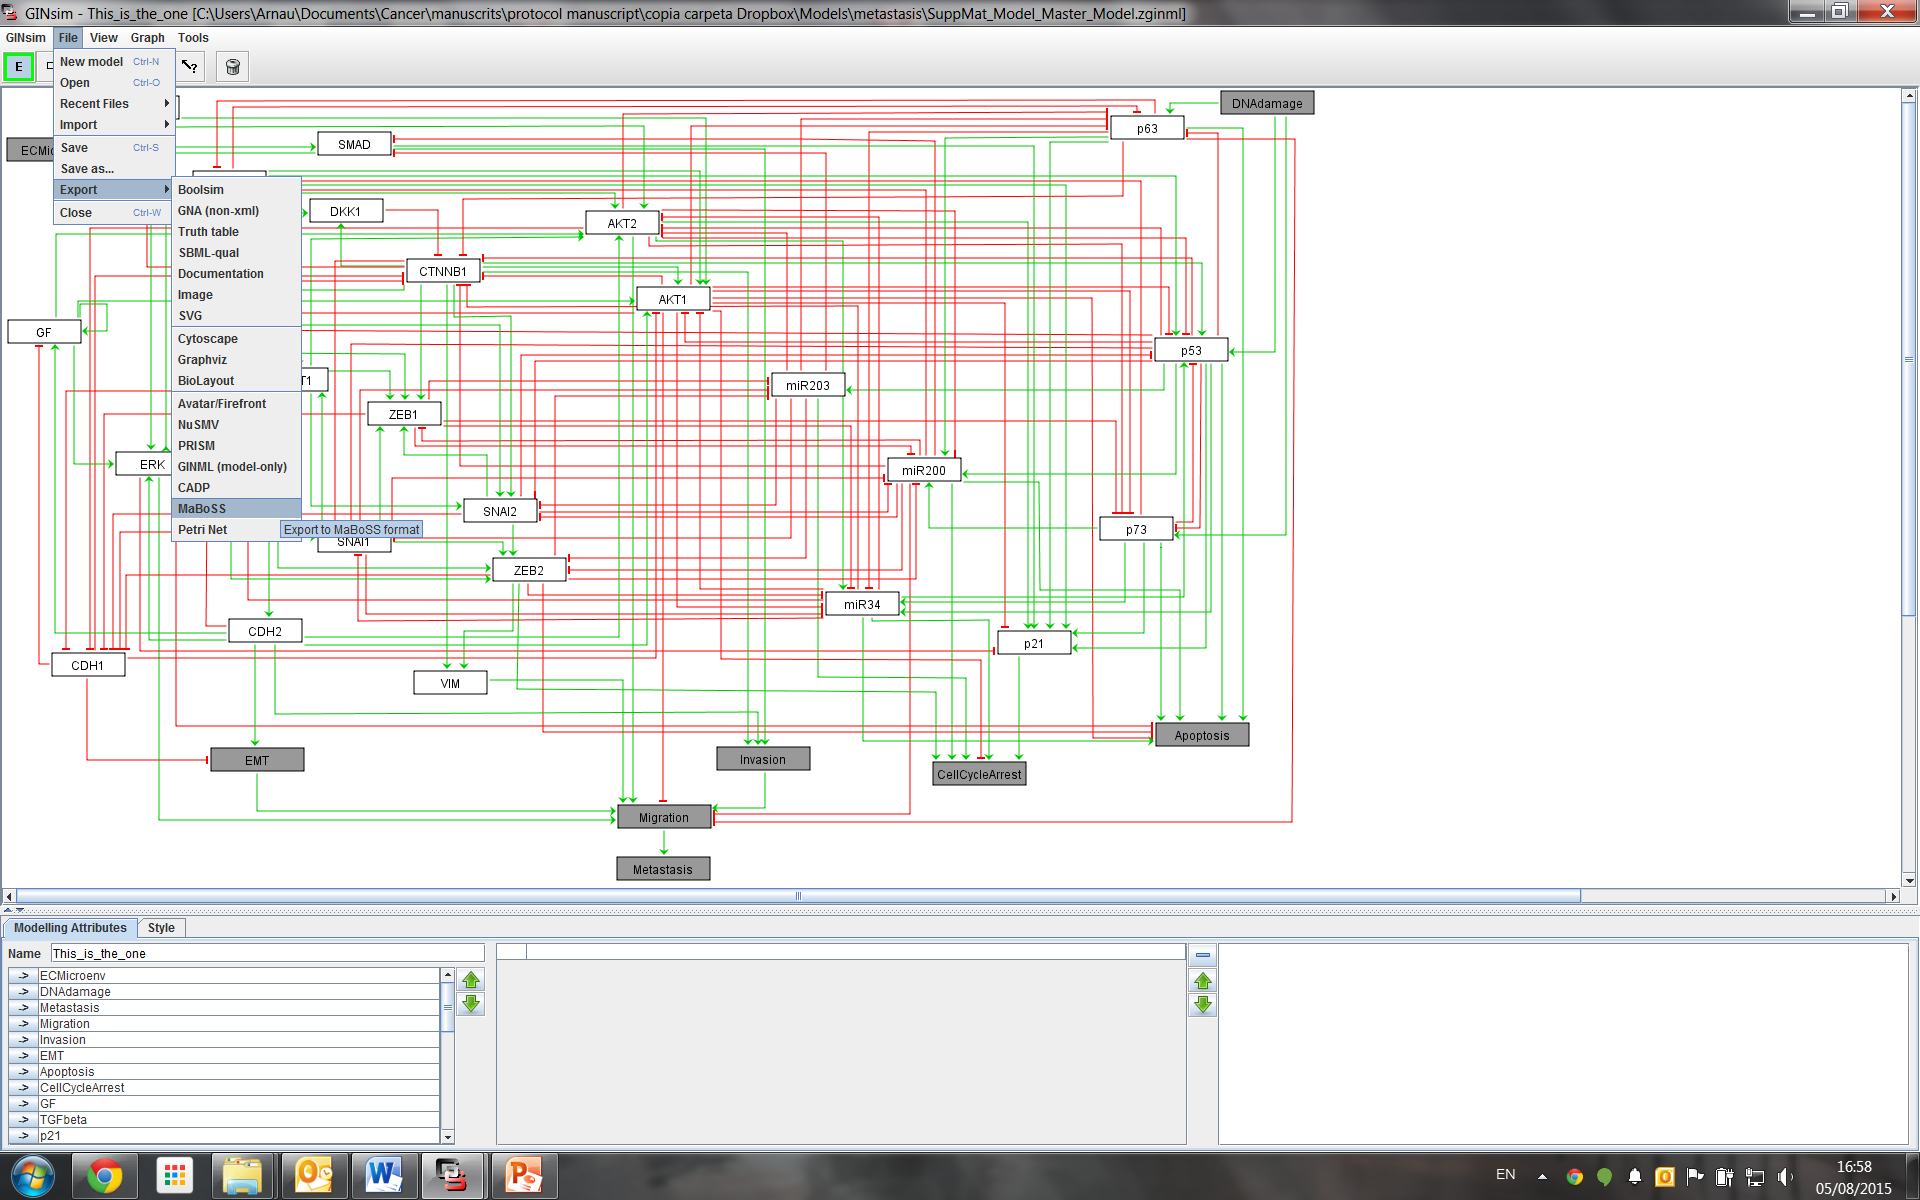 GINsim - This_is_the_one [C:\Users\Arnau\Documents\Cancer\manuscrits\protocol manuscript\copia carpeta Dropbox\Models\metastasis\SuppMat_Model_Master_Model.zginml]
GINsim File View Graph Tools
E
New model Ctrl-N
Open Ctrl-O
Recent Files
Import
Save Ctrl-S
Save as...
Export
Close Ctrl-W
Boolsim
GNA (non-xml)
Truth table
SBML-qual
Documentation
Image
SVG
Cytoscape
Graphviz
BioLayout
Avatar/Firefront
NuSMV
PRISM
GINML (model-only)
CADP
MaBoSS
Petri Net
Export to MaBoSS format
DNAdamage
p63
ECMic
SMAD
DKK1
AKT2
CTNNB1
AKT1
GF
p53
T1
miR203
ZEB1
ERK
miR200
SNAI2
p73
SNAI1
ZEB2
miR34
CDH2
p21
CDH1
VIM
Apoptosis
EMT
Invasion
CellCycleArrest
Migration
Metastasis
Modelling Attributes Style
Name This_is_the_one
-> ECMicroenv
-> DNAdamage
-> Metastasis
-> Migration
-> Invasion
-> EMT
-> Apoptosis
-> CellCycleArrest
-> GF
-> TGFbeta
-> p21
EN
16:58
05/08/2015